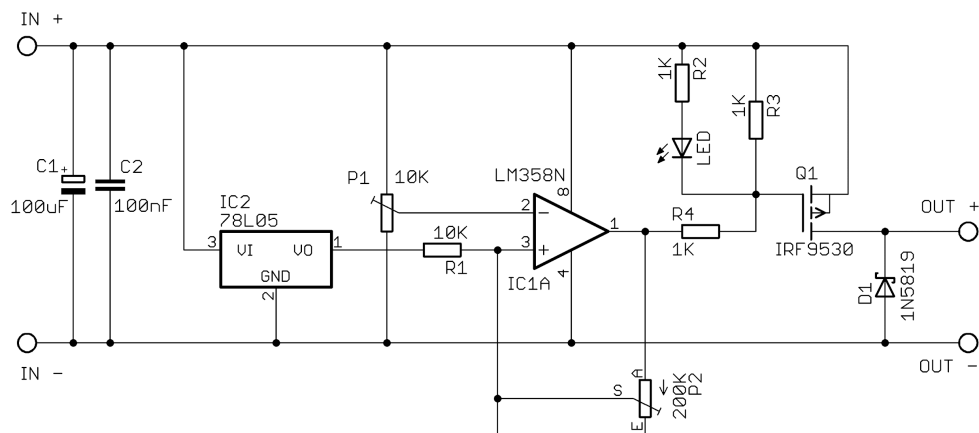 IN +
C1
+
100uF
C2
100nF
IC2
78L05
3
VI
VO
1
GND
2
P1
10K
10K
R1
LM358N
8
2
3
1
4
IC1A
1K
R2
LED
1K
R3
R4
1K
Q1
IRF9530
OUT +
D1
1N5819
IN -
OUT -
A
S
E
200K
P2